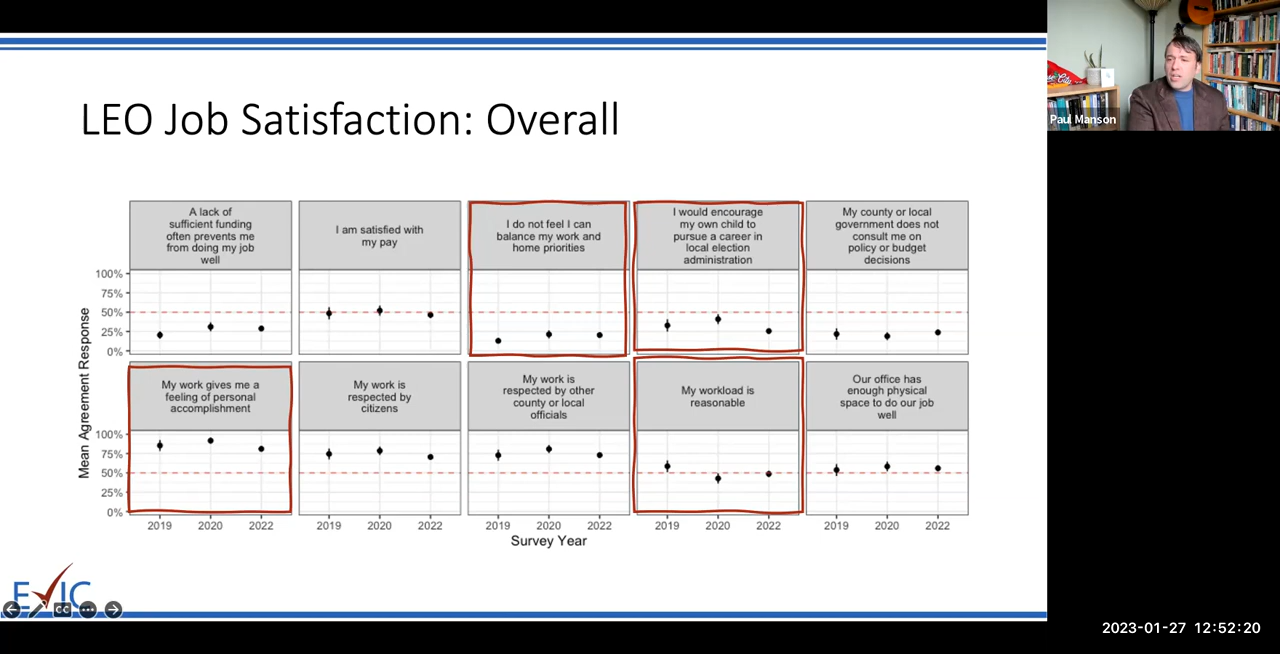 LEO Job Satisfaction: Overall
Paul Manson
A lack of
sufficient funding
often prevents me
from doing my job
well
I am satisfied with
my pay
I do not feel I can
balance my work and
home priorities
I would encourage
my own child to
pursue a career in
local election
administration
My county or local
government does not
consult me on
policy or budget
decisions
100%
75%
50%
25%
0%
My work gives me a
feeling of personal
accomplishment
My work is
respected by
citizens
My work is
respected by other
county or local
officials
My workload is
reasonable
Our office has
enough physical
space to do our job
well
100%
75%
50%
25%
0%
Mean Agreement Response
2019 2020 2022 2019 2020 2022 2019 2020 2022 2019 2020 2022 2019 2020 2022
Survey Year
EVIC
CC
2023-01-27 12:52:20